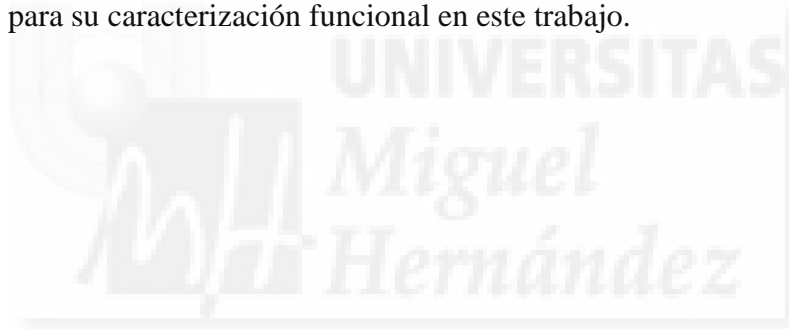 para su caracterización funcional en este trabajo.
UNIVERSITAS
Miguel
Hernández